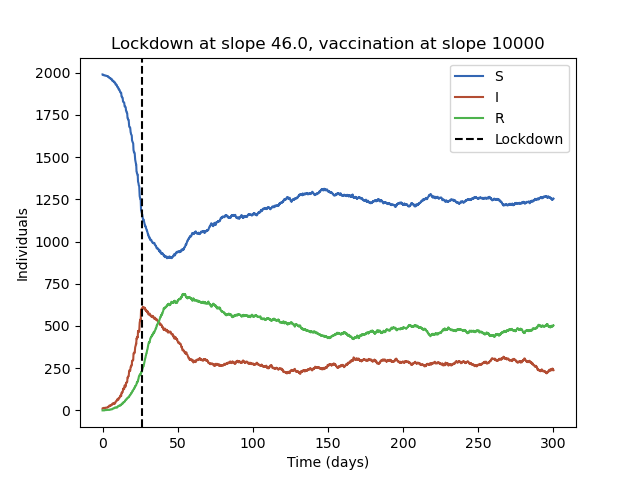 Lockdown at slope 46.0, vaccination at slope 10000
Individuals
2000
1750
1500
1250
1000
750
500
250
0
S
I
R
Lockdown
0 50 100 150 200 250 300
Time (days)